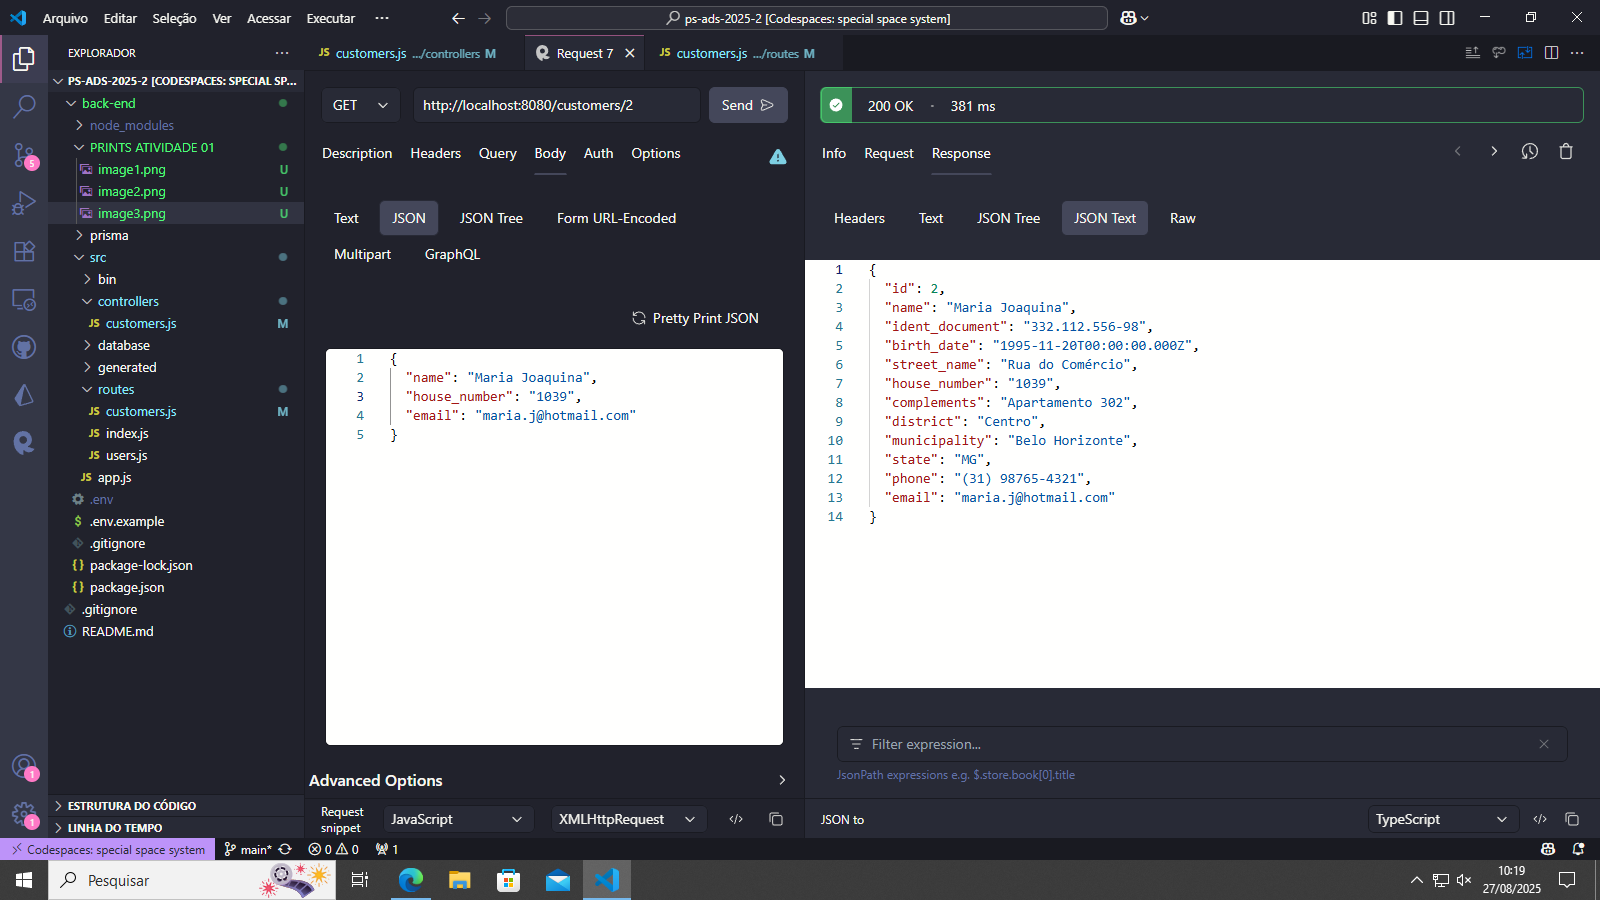 Arquivo Editar Seleção Ver Acessar Executar ···
ps-ads-2025-2 [Codespaces: special space system]
EXPLORADOR
PS-ADS-2025-2 [CODESPACES: SPECIAL SP...
back-end
node_modules
PRINTS ATIVIDADE 01
image1.png U
image2.png U
image3.png U
prisma
src
bin
controllers
JS customers.js M
database
generated
routes
JS customers.js M
JS index.js
JS users.js
JS app.js
.env
$ .env.example
.gitignore
{} package-lock.json
{} package.json
.gitignore
README.md
ESTRUTURA DO CÓDIGO
LINHA DO TEMPO
5
1
1
JS customers.js .../controllers M
Request 7
JS customers.js .../routes M
GET
http://localhost:8080/customers/2
Send
Description Headers Query Body Auth Options
Text JSON JSON Tree Form URL-Encoded
Multipart GraphQL
Pretty Print JSON
1 {
2 "name": "Maria Joaquina",
3 "house_number": "1039",
4 "email": "maria.j@hotmail.com"
5 }
Advanced Options
Request snippet
JavaScript
XMLHttpRequest
200 OK · 381 ms
Info Request Response
Headers Text JSON Tree JSON Text Raw
1 {
2 "id": 2,
3 "name": "Maria Joaquina",
4 "ident_document": "332.112.556-98",
5 "birth_date": "1995-11-20T00:00:00.000Z",
6 "street_name": "Rua do Comércio",
7 "house_number": "1039",
8 "complements": "Apartamento 302",
9 "district": "Centro",
10 "municipality": "Belo Horizonte",
11 "state": "MG",
12 "phone": "(31) 98765-4321",
13 "email": "maria.j@hotmail.com"
14 }
Filter expression...
JsonPath expressions e.g. $.store.book[0].title
JSON to
TypeScript
Codespaces: special space system
main*
0 0
1
Pesquisar
10:19
27/08/2025